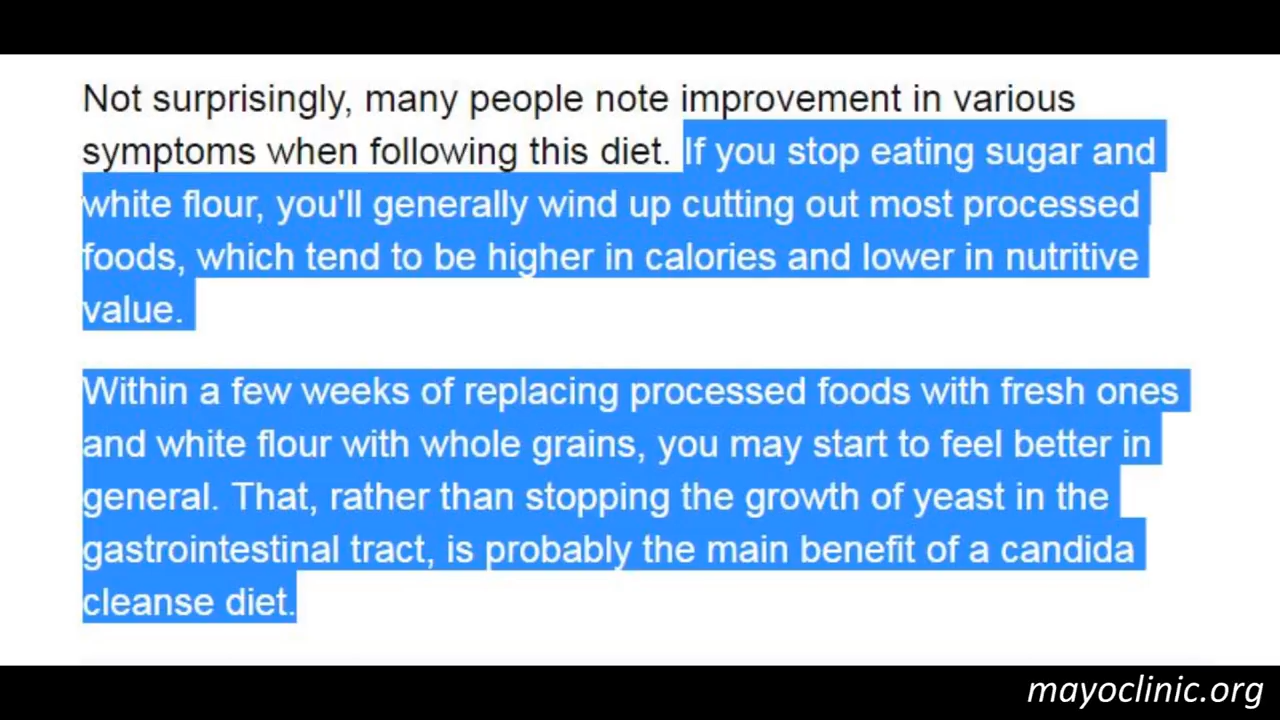 Not surprisingly, many people note improvement in various
symptoms when following this diet. If you stop eating sugar and
white flour, you'll generally wind up cutting out most processed
foods, which tend to be higher in calories and lower in nutritive
value.
Within a few weeks of replacing processed foods with fresh ones
and white flour with whole grains, you may start to feel better in
general. That, rather than stopping the growth of yeast in the
gastrointestinal tract, is probably the main benefit of a candida
cleanse diet.
mayoclinic.org